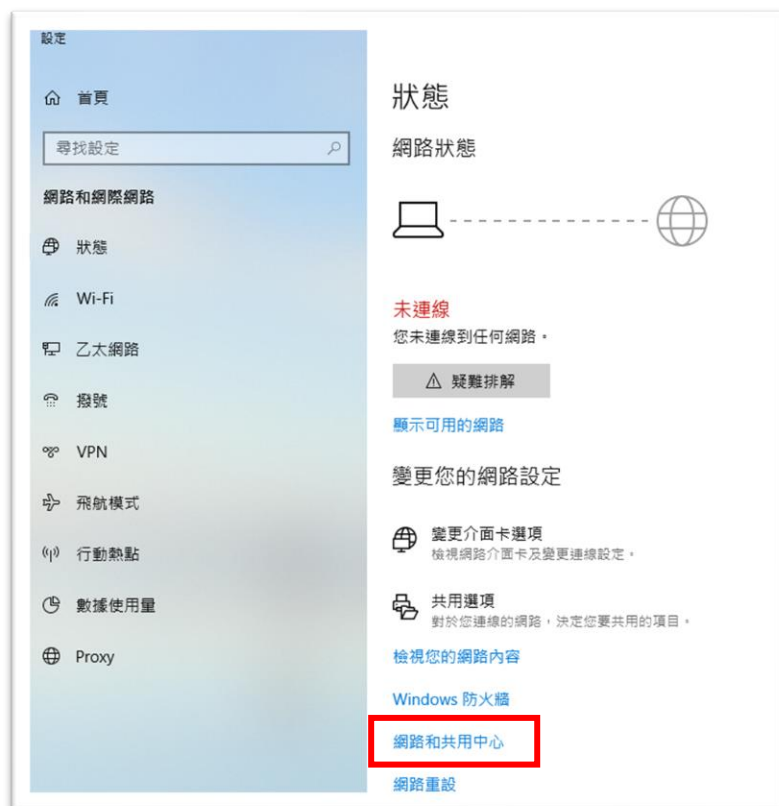 設定
首頁
尋找設定
網路和網際網路
狀態
Wi-Fi
乙太網路
撥號
VPN
飛航模式
行動熱點
數據使用量
Proxy
狀態
網路狀態
未連線
您未連線到任何網路。
疑難排解
顯示可用的網路
變更您的網路設定
變更介面卡選項
檢視網路介面卡及變更連線設定。
共用選項
對於您連線的網路，決定您要共用的項目。
檢視您的網路內容
Windows 防火牆
網路和共用中心
網路重設